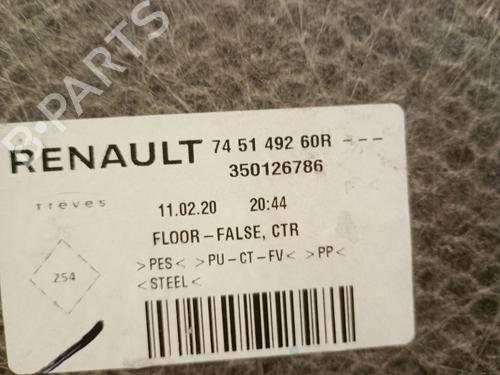 B-PARTS
RENAULT 74 51 492 60R ---
350126786
Treves
11.02.20 20:44
FLOOR-FALSE, CTR
254
>PES< >PU-CT-FV< >PP<
<STEEL<